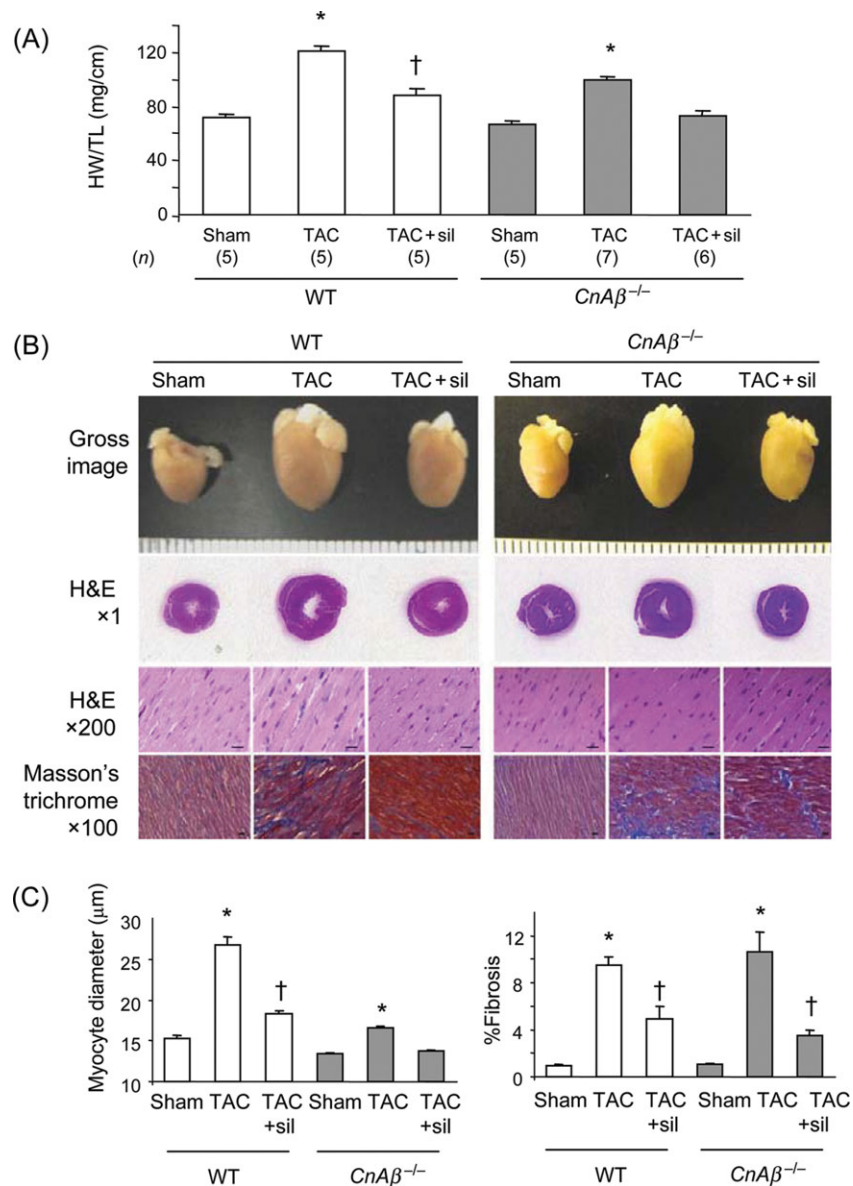 (A)
HW/TL (mg/cm)
120
80
40
0
*
†
*
Sham TAC TAC+sil Sham TAC TAC+sil
(n) (5) (5) (5) (5) (7) (6)
WT CnAβ−/−
(B)
WT CnAβ−/−
Sham TAC TAC+sil Sham TAC TAC+sil
Gross
image
H&E
×1
H&E
×200
Masson's
trichrome
×100
(C)
Myocyte diameter (μm)
30
25
20
15
10
*
†
*
Sham TAC TAC Sham TAC TAC
+sil +sil
WT CnAβ−/−
%Fibrosis
12
8
4
0
*
†
*
†
Sham TAC TAC Sham TAC TAC
+sil +sil
WT CnAβ−/−